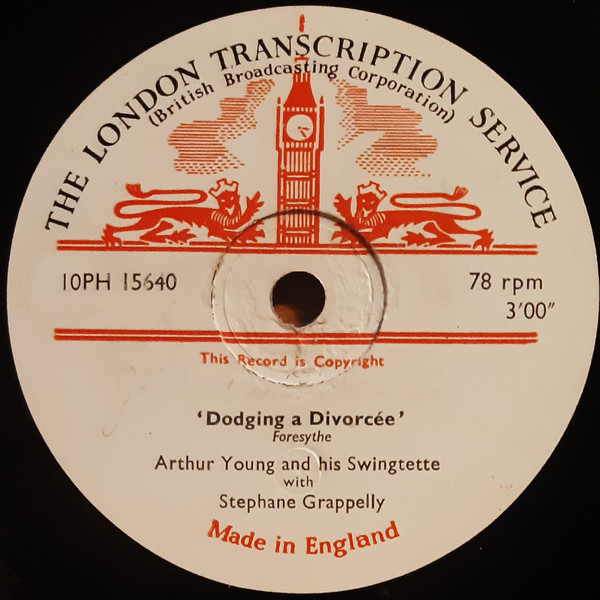 THE LONDON TRANSCRIPTION SERVICE
(British Broadcasting Corporation)
10PH 15640
78 rpm
3'00"
This Record is Copyright
‘Dodging a Divorcée’
Foresythe
Arthur Young and his Swingtette
with
Stephane Grappelly
Made in England